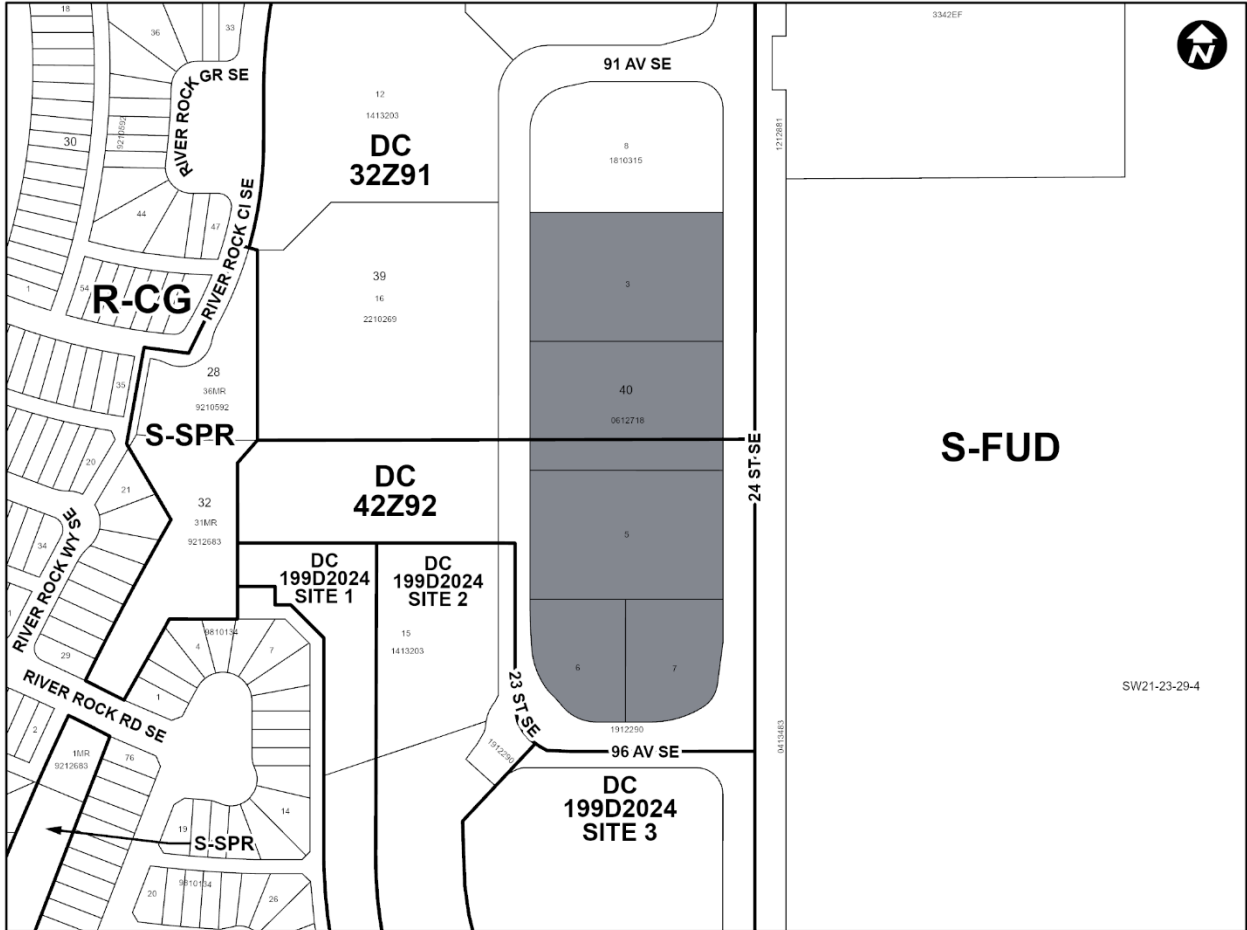 18
36
33
3342EF
N
91 AV SE
GR SE
RIVER ROCK
12
1413203
DC
32Z91
30
9210592
1212881
8
1810315
44
47
RIVER ROCK CI SE
39
16
2210269
3
1
54
R-CG
28
36MR
9210592
35
40
0612718
S-SPR
24 ST SE
S-FUD
DC
42Z92
20
21
32
31MR
9212683
34
5
RIVER ROCK WY SE
1
DC
199D2024
SITE 1
DC
199D2024
SITE 2
15
1413203
9810134
4
7
29
1
6
7
SW21-23-29-4
RIVER ROCK RD SE
23 ST SE
1912290
1912290
96 AV SE
0413483
2
1MR
9212683
76
DC
199D2024
SITE 3
14
19
S-SPR
20
9810134
26